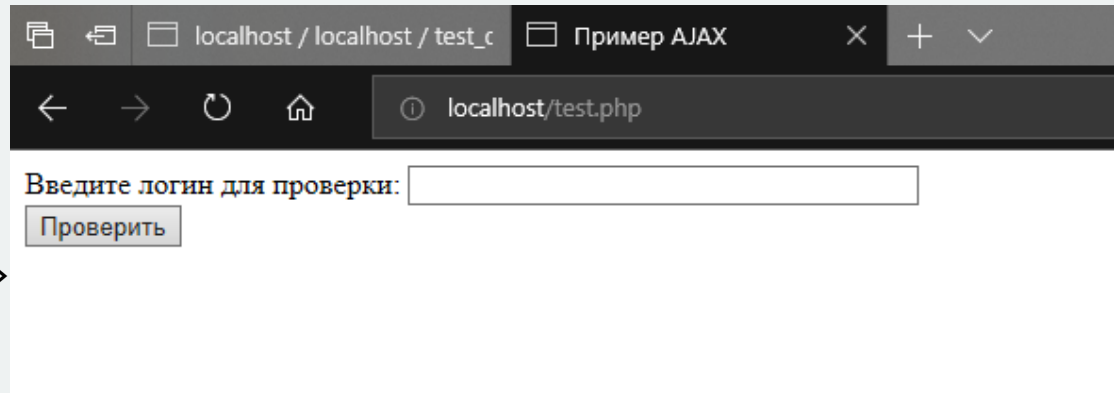 localhost / localhost / test_c
Пример AJAX
localhost/test.php
Введите логин для проверки:
Проверить